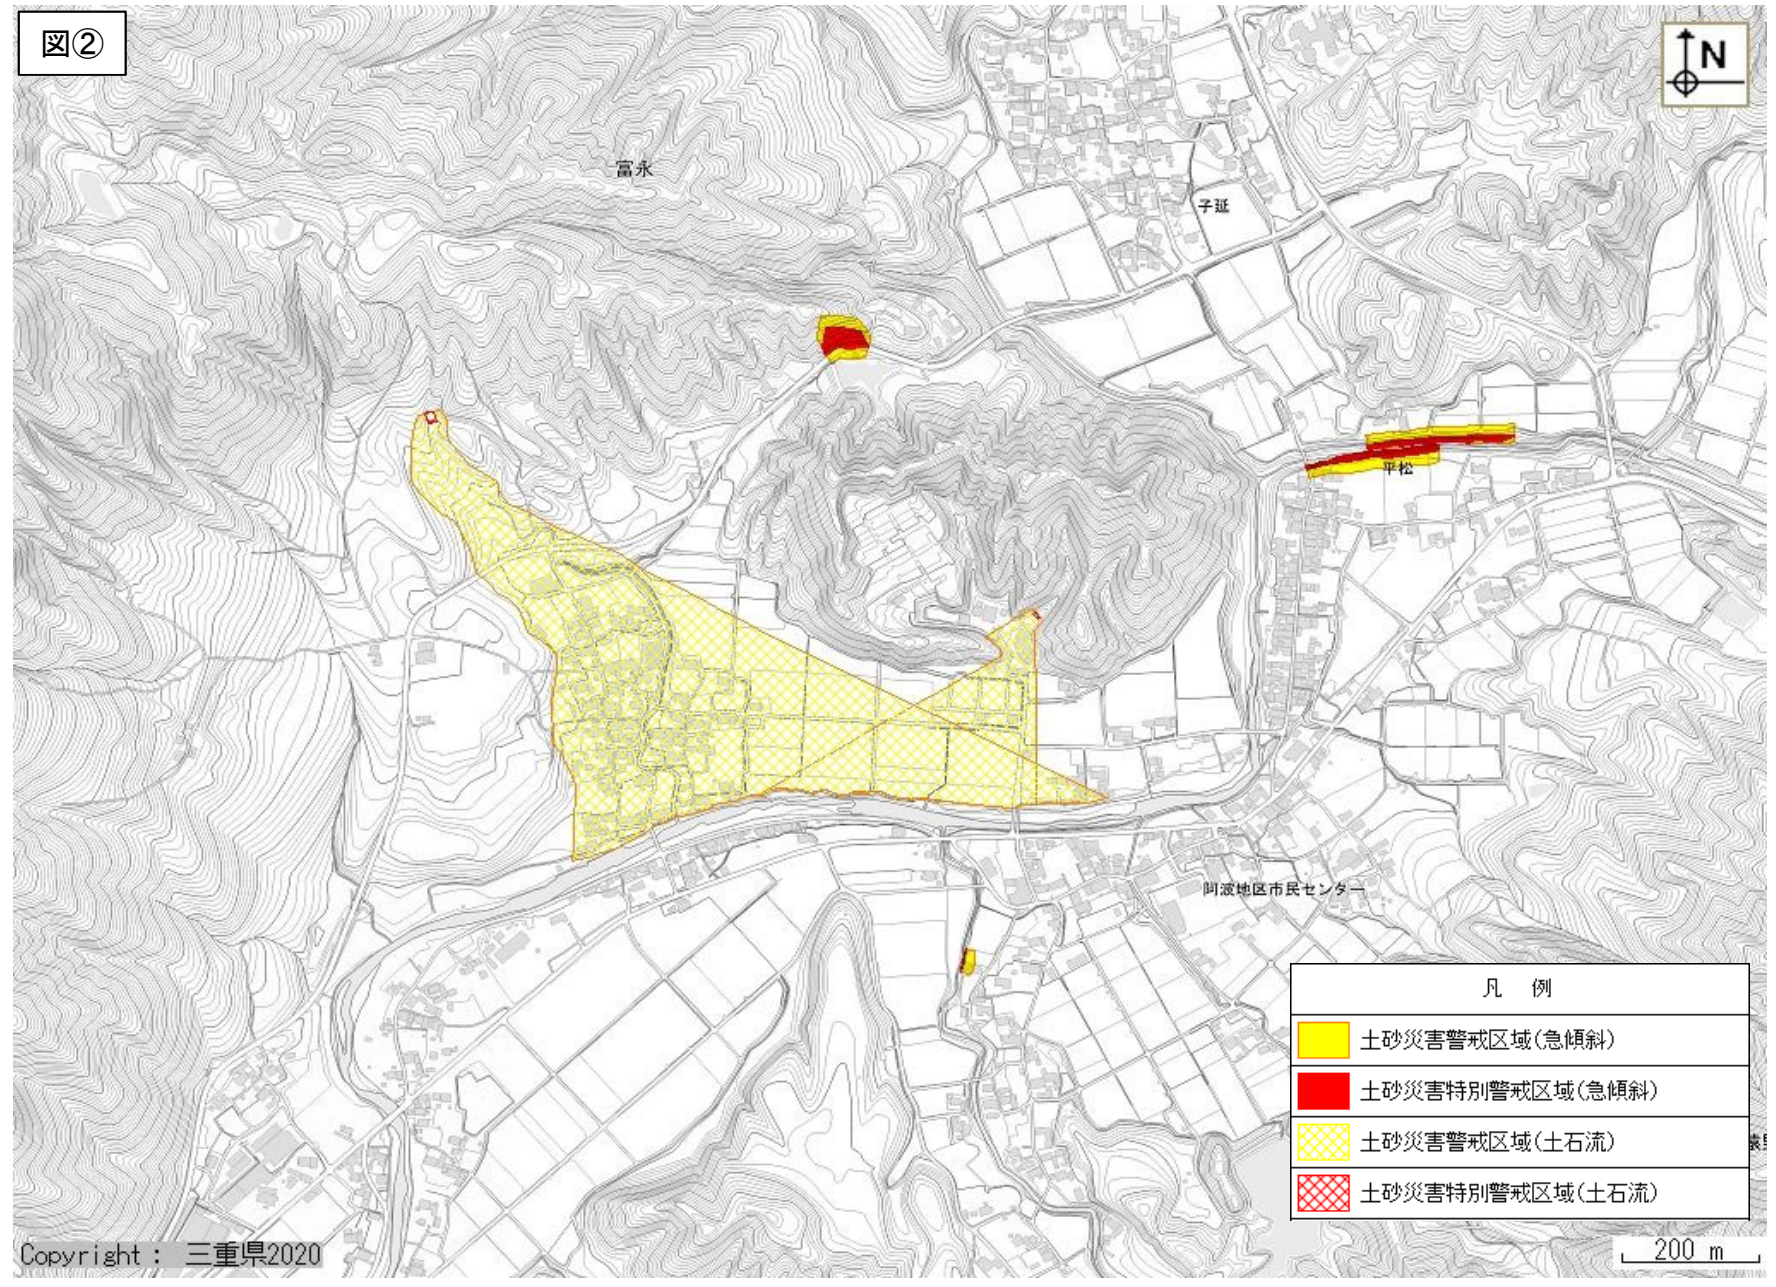 図②
N
富永
子延
平松
阿波地区市民センター
凡 例
土砂災害警戒区域(急傾斜)
土砂災害特別警戒区域(急傾斜)
土砂災害警戒区域(土石流)
土砂災害特別警戒区域(土石流)
200 m
Copyright : 三重県2020